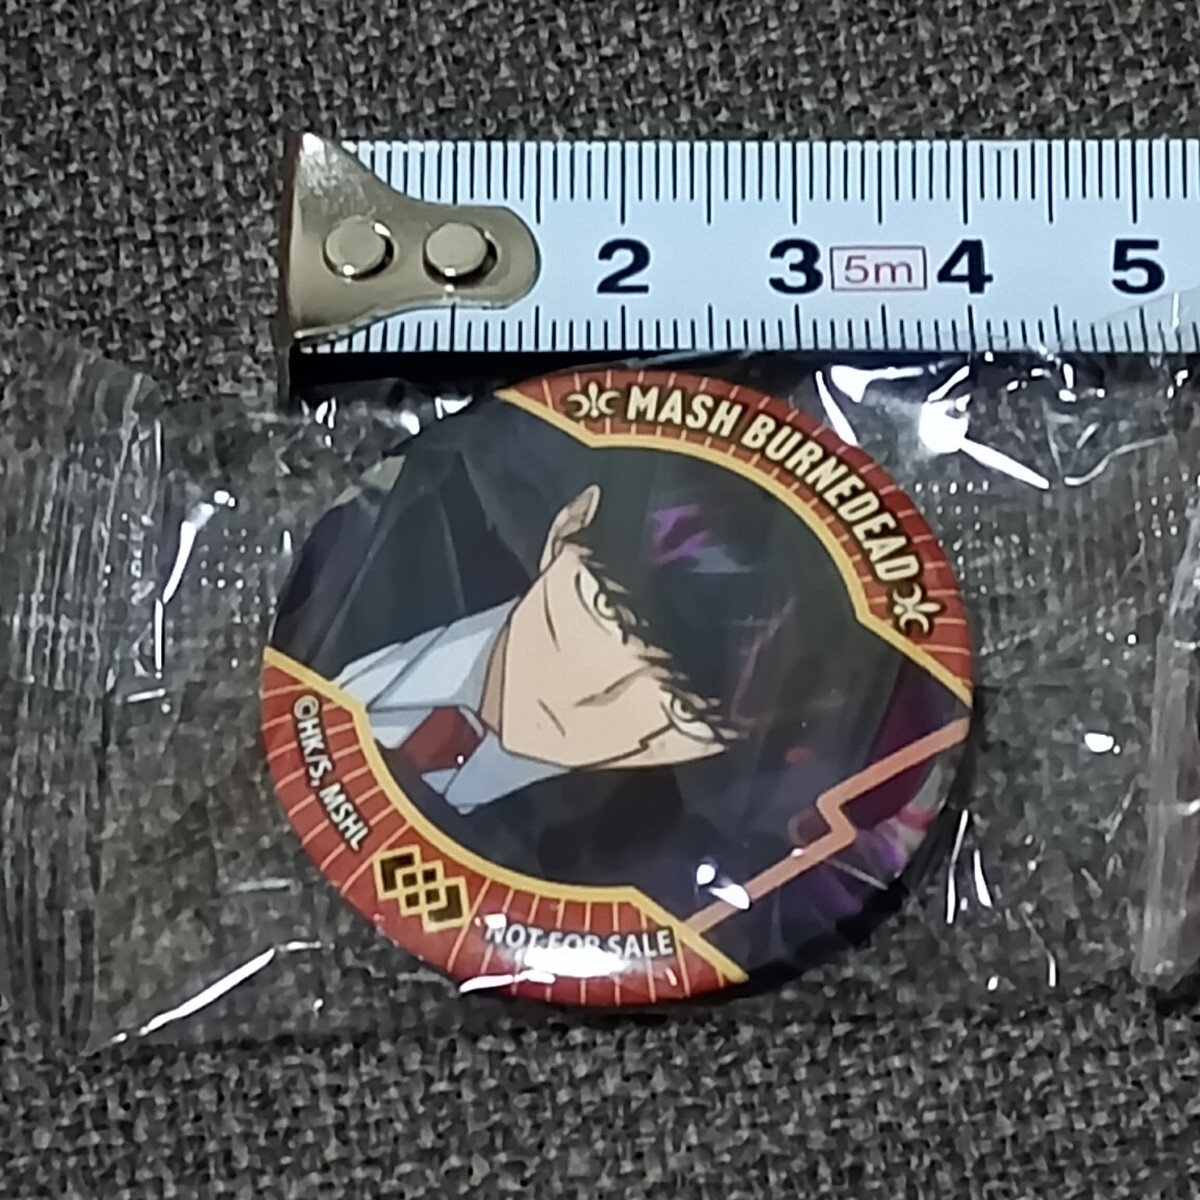 2 3 5m 4 5
MASH BURNEDEAD
©HK/S, MSHL
NOT FOR SALE